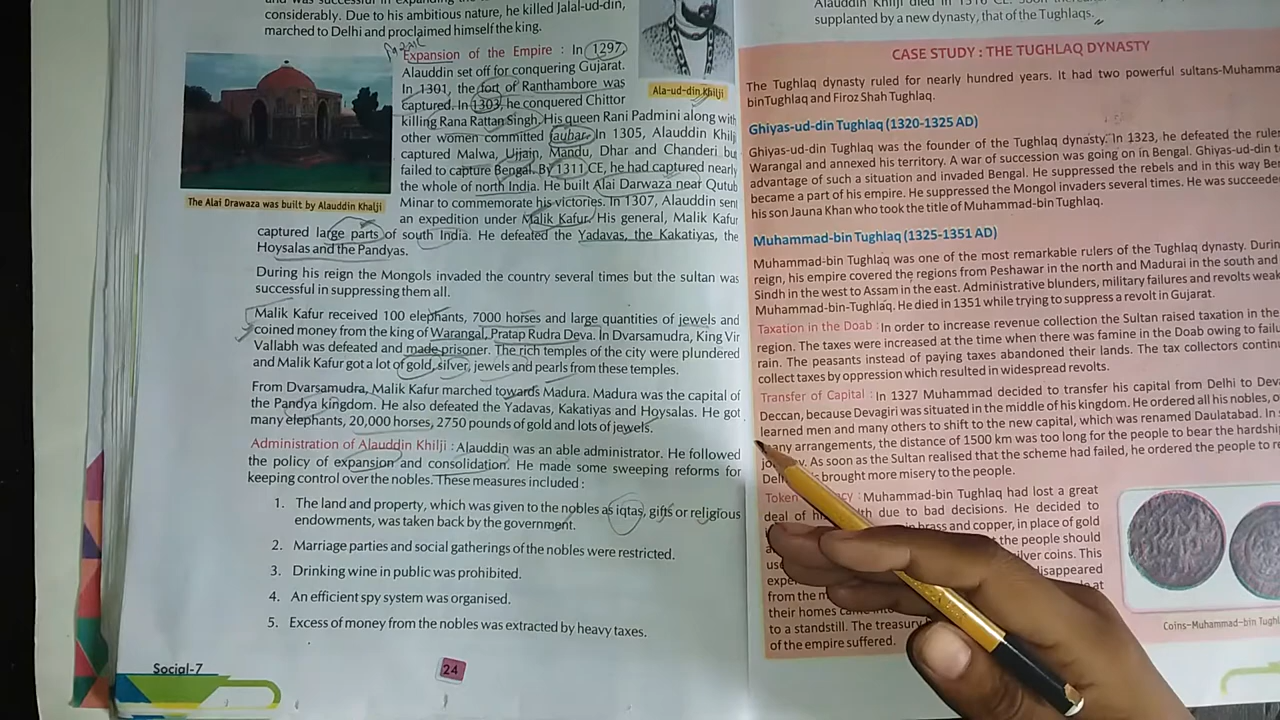 considerably. Due to his ambitious nature, he killed Jalal-ud-din,
marched to Delhi and proclaimed himself the king.
Expansion of the Empire : In 1297,
Alauddin set off for conquering Gujarat.
In 1301, the fort of Ranthambore was
captured. In 1303, he conquered Chittor
killing Rana Rattan Singh. His queen Rani Padmini along with
other women committed jauhar. In 1305, Alauddin Khilj
captured Malwa, Ujjain, Mandu, Dhar and Chanderi bu
failed to capture Bengal. By 1311 CE, he had captured nearly
the whole of north India. He built Alai Darwaza near Qutub
Minar to commemorate his victories. In 1307, Alauddin sent
an expedition under Malik Kafur. His general, Malik Kafur
captured large parts of south India. He defeated the Yadavas, the Kakatiyas, the
Hoysalas and the Pandyas.
Ala-ud-din Khilji
The Alai Drawaza was built by Alauddin Khalji
During his reign the Mongols invaded the country several times but the sultan was
successful in suppressing them all.
Malik Kafur received 100 elephants, 7000 horses and large quantities of jewels and
coined money from the king of Warangal, Pratap Rudra Deva. In Dvarsamudra, King Vir
Vallabh was defeated and made prisoner. The rich temples of the city were plundered
and Malik Kafur got a lot of gold, silver, jewels and pearls from these temples.
From Dvarsamudra, Malik Kafur marched towards Madura. Madura was the capital of
the Pandya kingdom. He also defeated the Yadavas, Kakatiyas and Hoysalas. He got
many elephants, 20,000 horses, 2750 pounds of gold and lots of jewels.
Administration of Alauddin Khilji : Alauddin was an able administrator. He followed
the policy of expansion and consolidation. He made some sweeping reforms for
keeping control over the nobles. These measures included :
1. The land and property, which was given to the nobles as iqtas, gifts or religious
endowments, was taken back by the government.
2. Marriage parties and social gatherings of the nobles were restricted.
3. Drinking wine in public was prohibited.
4. An efficient spy system was organised.
5. Excess of money from the nobles was extracted by heavy taxes.
Social-7
24
supplanted by a new dynasty, that of the Tughlaqs.
CASE STUDY : THE TUGHLAQ DYNASTY
The Tughlaq dynasty ruled for nearly hundred years. It had two powerful sultans-Muhamma
binTughlaq and Firoz Shah Tughlaq.
Ghiyas-ud-din Tughlaq (1320-1325 AD)
Ghiyas-ud-din Tughlaq was the founder of the Tughlaq dynasty. In 1323, he defeated the ruler
Warangal and annexed his territory. A war of succession was going on in Bengal. Ghiyas-ud-din t
advantage of such a situation and invaded Bengal. He suppressed the rebels and in this way Ben
became a part of his empire. He suppressed the Mongol invaders several times. He was succeede
his son Jauna Khan who took the title of Muhammad-bin Tughlaq.
Muhammad-bin Tughlaq (1325-1351 AD)
Muhammad-bin Tughlaq was one of the most remarkable rulers of the Tughlaq dynasty. Durin
reign, his empire covered the regions from Peshawar in the north and Madurai in the south and
Sindh in the west to Assam in the east. Administrative blunders, military failures and revolts weak
Muhammad-bin-Tughlaq. He died in 1351 while trying to suppress a revolt in Gujarat.
Taxation in the Doab : In order to increase revenue collection the Sultan raised taxation in the
region. The taxes were increased at the time when there was famine in the Doab owing to failu
rain. The peasants instead of paying taxes abandoned their lands. The tax collectors contin
collect taxes by oppression which resulted in widespread revolts.
Transfer of Capital : In 1327 Muhammad decided to transfer his capital from Delhi to Dev
Deccan, because Devagiri was situated in the middle of his kingdom. He ordered all his nobles, o
learned men and many others to shift to the new capital, which was renamed Daulatabad. In
many arrangements, the distance of 1500 km was too long for the people to bear the hardsh
As soon as the Sultan realised that the scheme had failed, he ordered the people to re
brought more misery to the people.
Token : Muhammad-bin Tughlaq had lost a great
deal of due to bad decisions. He decided to
brass and copper, in place of gold
the people should
silver coins. This
disappeared
from the
their homes
to a standstill. The treasury
of the empire suffered.
Coins-Muhammad-bin Tughl